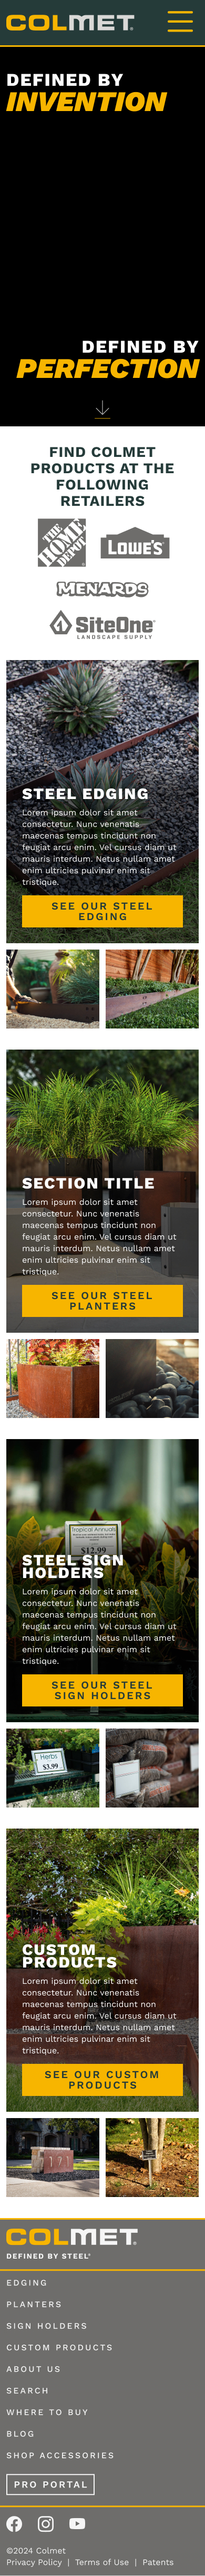 COLMET
DEFINED BY
INVENTION
DEFINED BY
PERFECTION
FIND COLMET
PRODUCTS AT THE
FOLLOWING
RETAILERS
THE
HOME
DEPOT
LOWE'S
MENARDS
SiteOne
LANDSCAPE SUPPLY
STEEL EDGING
Lorem ipsum dolor sit amet
consectetur. Nunc venenatis
maecenas tempus tincidunt non
feugiat arcu enim. Vel cursus diam ut
mauris interdum. Netus nullam amet
enim ultricies pulvinar enim sit
tristique.
SEE OUR STEEL
EDGING
SECTION TITLE
Lorem ipsum dolor sit amet
consectetur. Nunc venenatis
maecenas tempus tincidunt non
feugiat arcu enim. Vel cursus diam ut
mauris interdum. Netus nullam amet
enim ultricies pulvinar enim sit
tristique.
SEE OUR STEEL
PLANTERS
Tropical Annuals
$12.99
STEEL SIGN
HOLDERS
Lorem ipsum dolor sit amet
consectetur. Nunc venenatis
maecenas tempus tincidunt non
feugiat arcu enim. Vel cursus diam ut
mauris interdum. Netus nullam amet
enim ultricies pulvinar enim sit
tristique.
SEE OUR STEEL
SIGN HOLDERS
Herbs
$3.99
CUSTOM
PRODUCTS
Lorem ipsum dolor sit amet
consectetur. Nunc venenatis
maecenas tempus tincidunt non
feugiat arcu enim. Vel cursus diam ut
mauris interdum. Netus nullam amet
enim ultricies pulvinar enim sit
tristique.
SEE OUR CUSTOM
PRODUCTS
COLMET
DEFINED BY STEEL®
EDGING
PLANTERS
SIGN HOLDERS
CUSTOM PRODUCTS
ABOUT US
SEARCH
WHERE TO BUY
BLOG
SHOP ACCESSORIES
PRO PORTAL
©2024 Colmet
Privacy Policy | Terms of Use | Patents